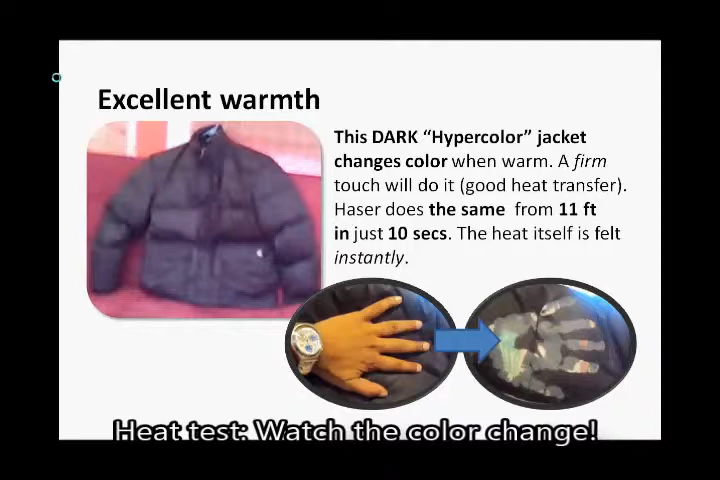 Excellent warmth
This DARK “Hypercolor” jacket
changes color when warm. A firm
touch will do it (good heat transfer).
Haser does the same from 11 ft
in just 10 secs. The heat itself is felt
instantly.
Heat test: Watch the color change!